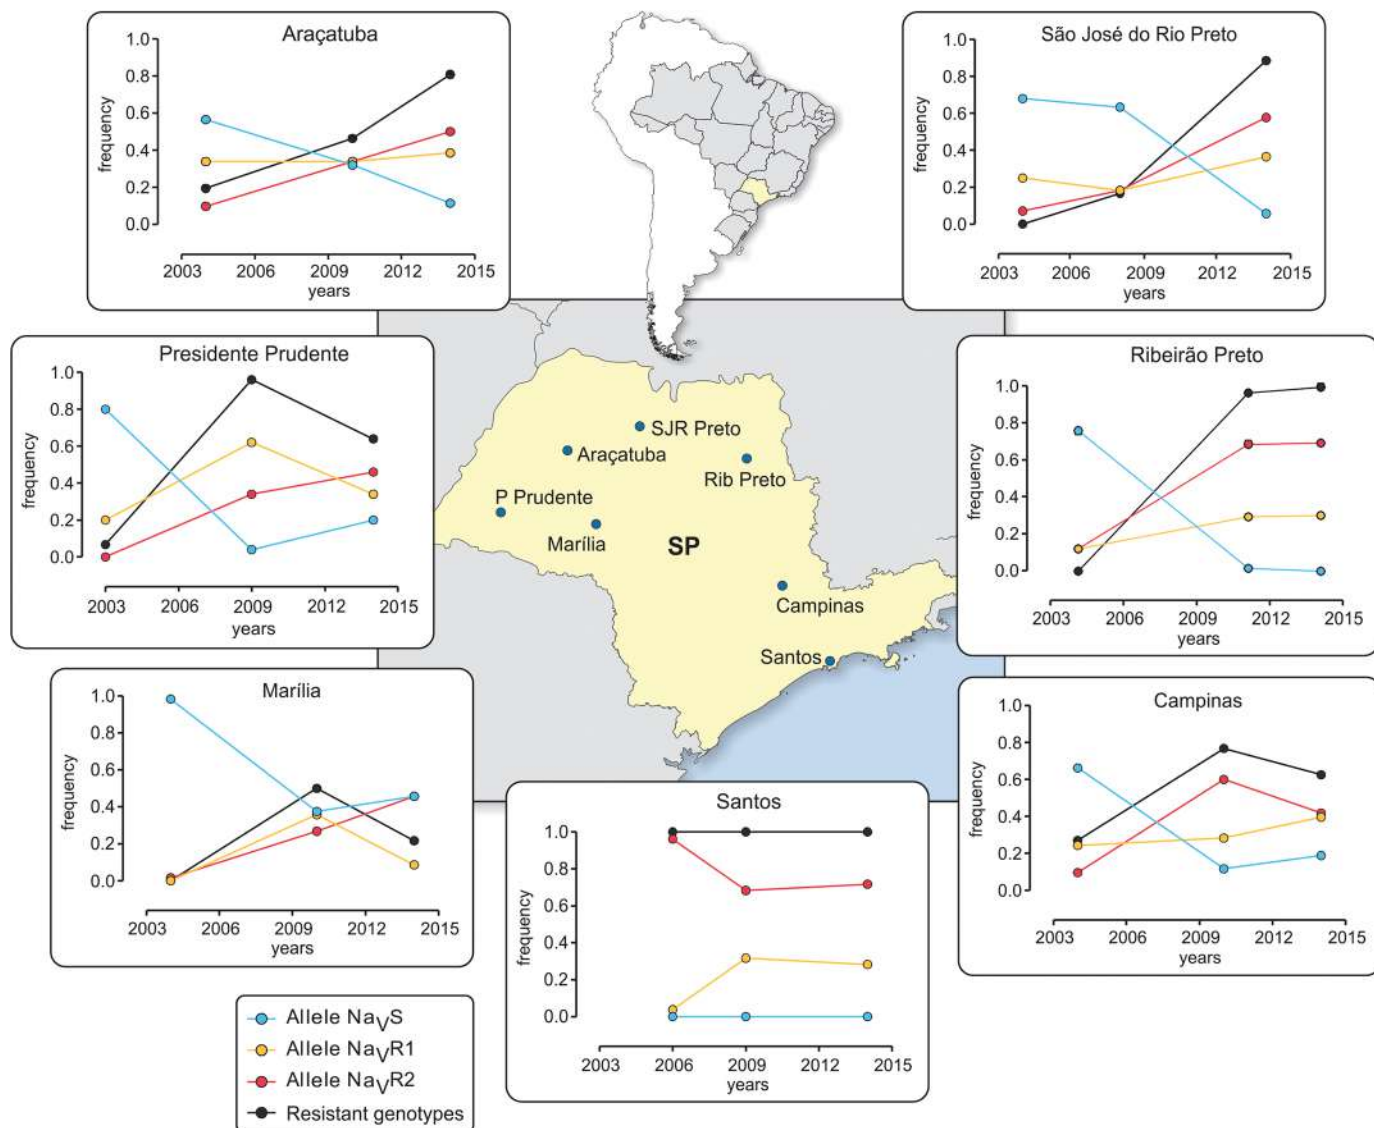 Araçatuba
1.0
0.8
0.6
0.4
0.2
0.0
frequency
2003 2006 2009 2012 2015
years
São José do Rio Preto
1.0
0.8
0.6
0.4
0.2
0.0
frequency
2003 2006 2009 2012 2015
years
Presidente Prudente
1.0
0.8
0.6
0.4
0.2
0.0
frequency
2003 2006 2009 2012 2015
years
SJR Preto
Araçatuba
Rib Preto
P Prudente
Marília
SP
Campinas
Santos
Ribeirão Preto
1.0
0.8
0.6
0.4
0.2
0.0
frequency
2003 2006 2009 2012 2015
years
Marília
1.0
0.8
0.6
0.4
0.2
0.0
frequency
2003 2006 2009 2012 2015
years
Santos
1.0
0.8
0.6
0.4
0.2
0.0
frequency
2003 2006 2009 2012 2015
years
Campinas
1.0
0.8
0.6
0.4
0.2
0.0
frequency
2003 2006 2009 2012 2015
years
Allele NaVS
Allele NaVR1
Allele NaVR2
Resistant genotypes